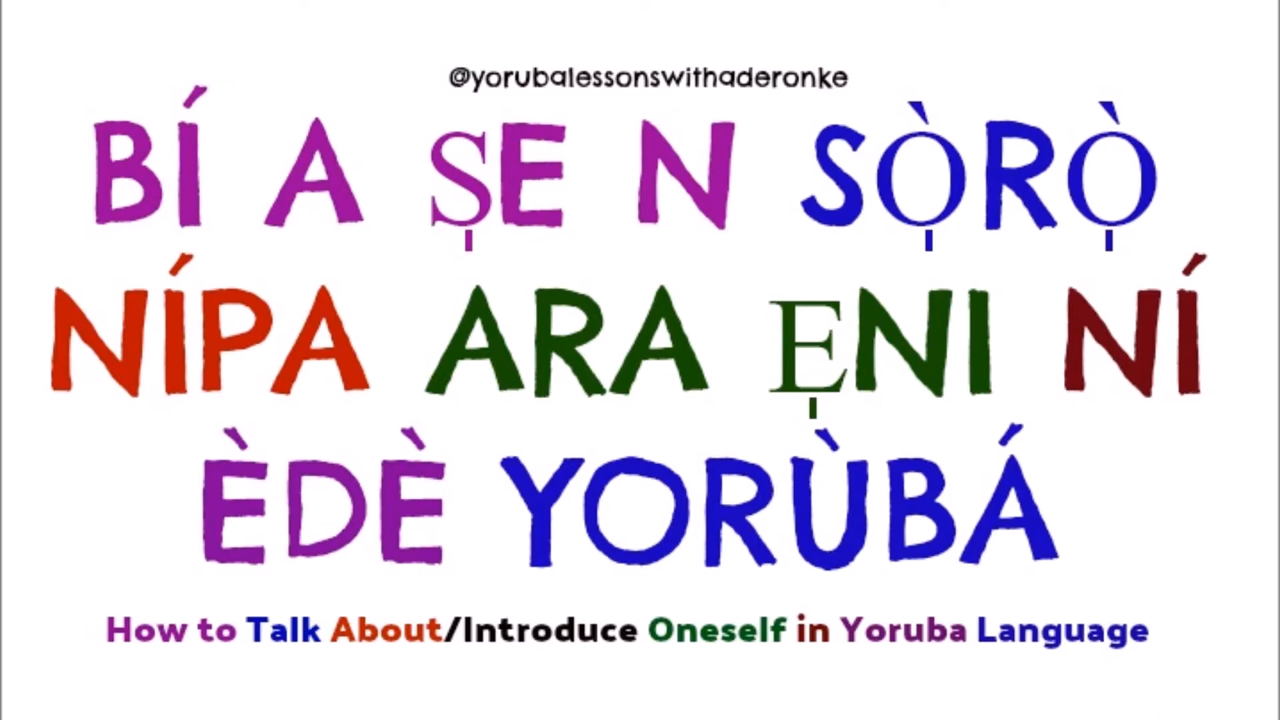 @yorubalessonswithaderonke
BÍ A ṢE N SỌ̀RỌ̀
NÍPA ARA ẸNI NÍ
ÈDÈ YORÙBÁ
How to Talk About/Introduce Oneself in Yoruba Language